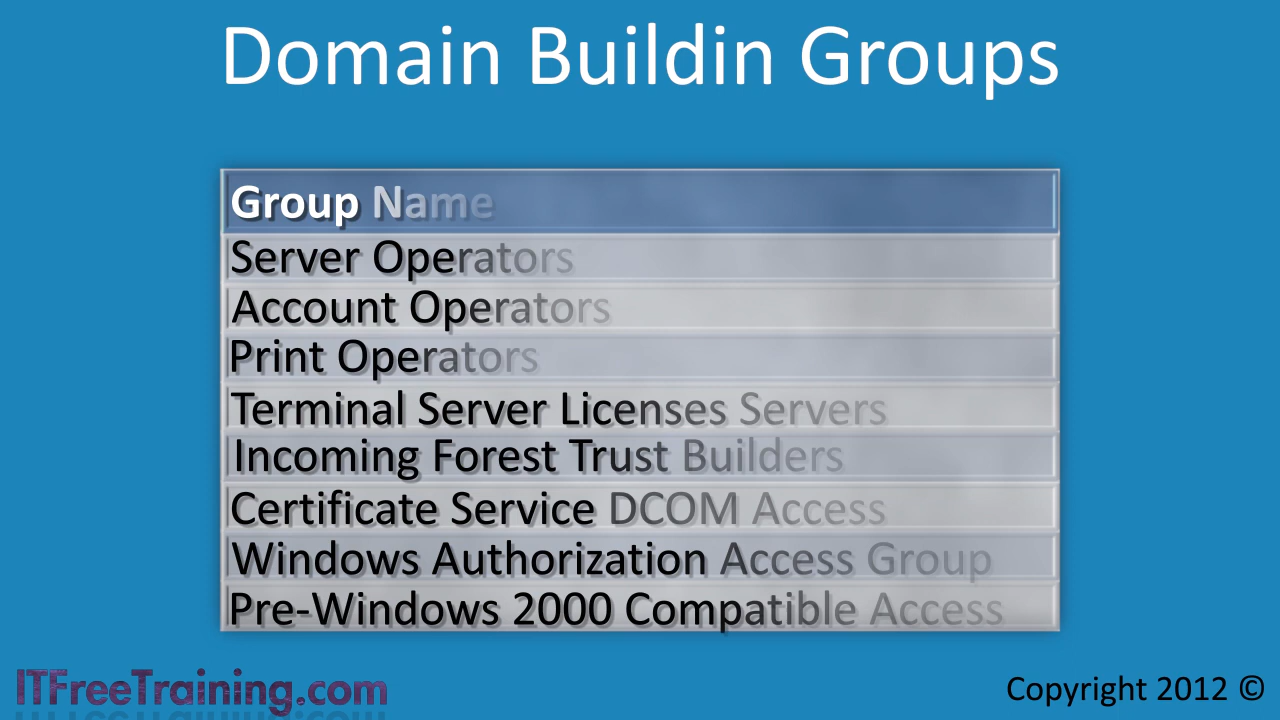 Domain Buildin Groups
Group Name
Server Operators
Account Operators
Print Operators
Terminal Server Licenses Servers
Incoming Forest Trust Builders
Certificate Service DCOM Access
Windows Authorization Access Group
Pre-Windows 2000 Compatible Access
ITFreeTraining.com
Copyright 2012 ©